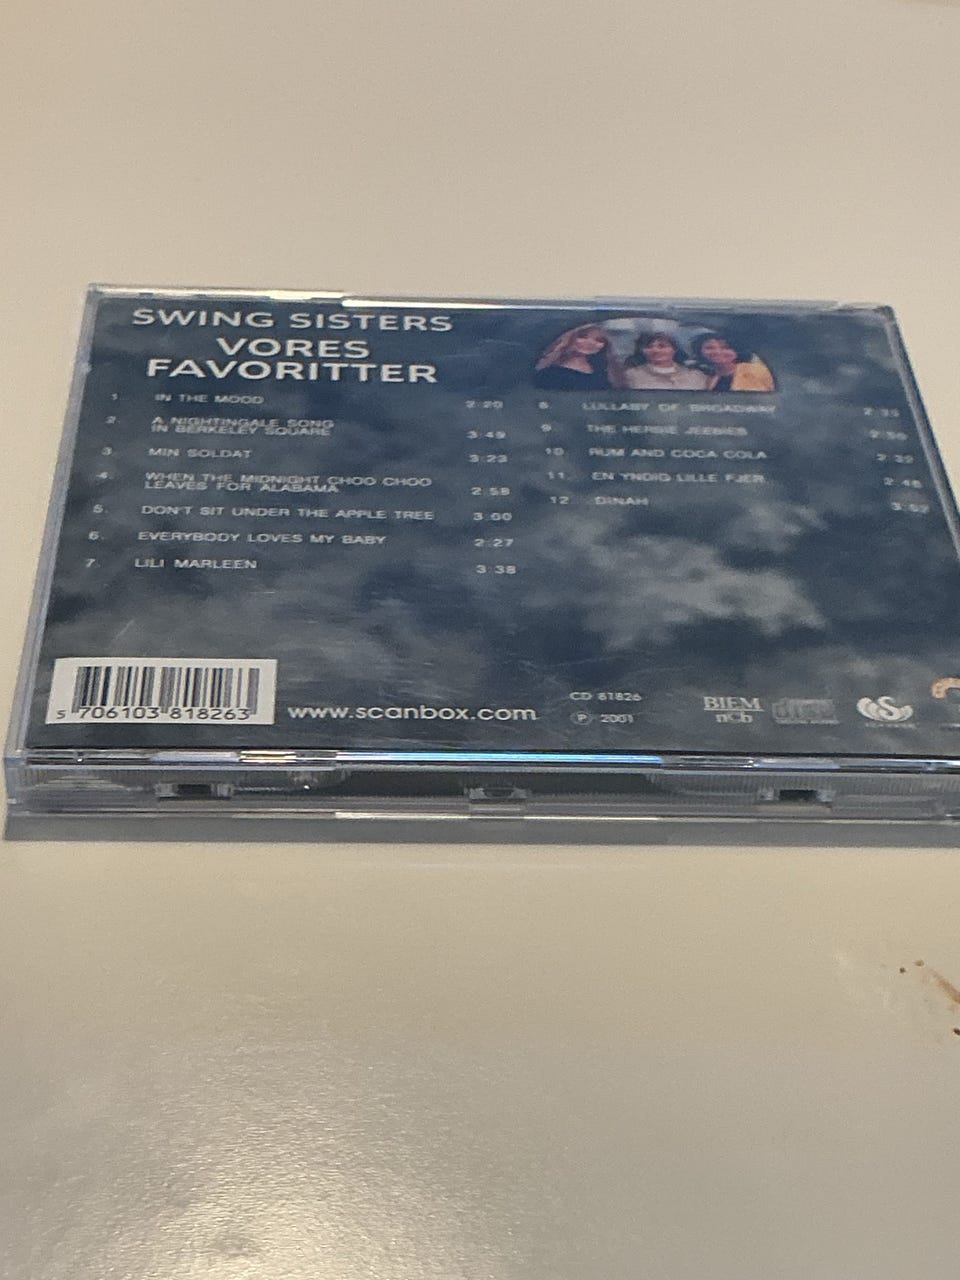 SWING SISTERS
VORES
FAVORITTER
1. IN THE MOOD 2:20
2. A NIGHTINGALE SONG
IN BERKELEY SQUARE 3:49
3. MIN SOLDAT 3:23
4. WHEN THE MIDNIGHT CHOO CHOO
LEAVES FOR ALABAMA 2:58
5. DON'T SIT UNDER THE APPLE TREE 3:00
6. EVERYBODY LOVES MY BABY 2:27
7. LILI MARLEEN 3:38
8. LULLABY OF BROADWAY
9. THE HEEBIE JEEBIES
10. RUM AND COCA COLA
11. EN YNDIG LILLE FJER
12. DINAH
5 706103 818263
www.scanbox.com
CD 81826
Ⓟ 2001
BIEM
ncb